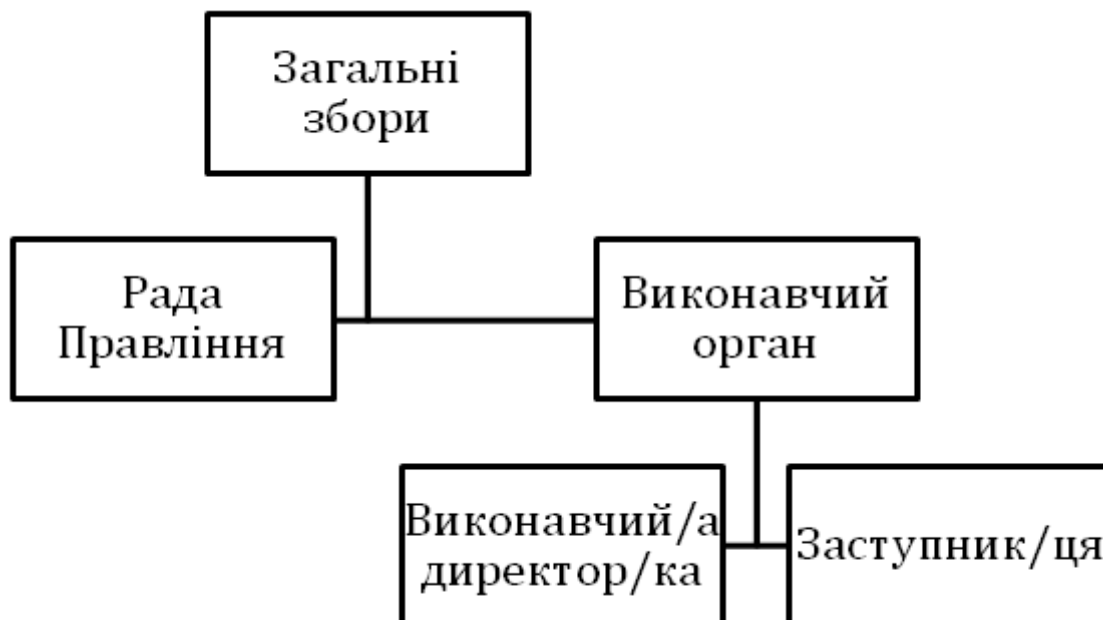 Загальні
збори
Рада
Правління
Виконавчий
орган
Виконавчий/а
директор/ка
Заступник/ця